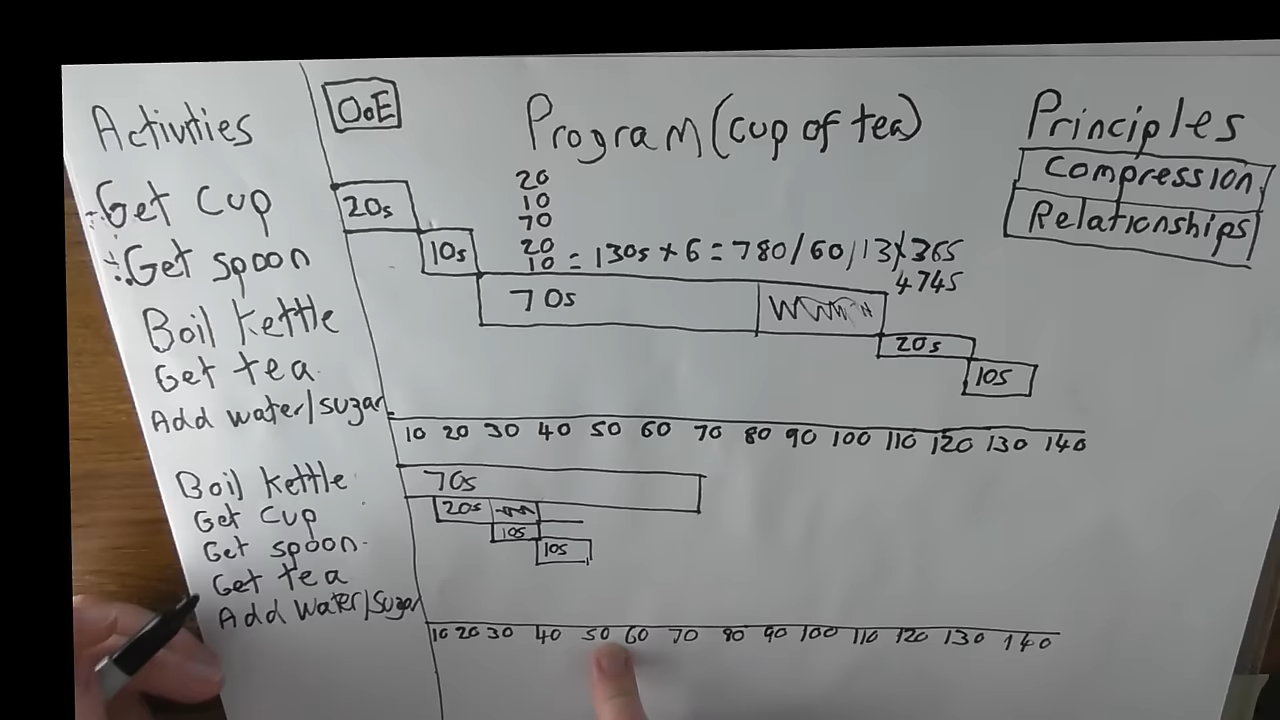 Activities
OoE
Program (cup of tea)
Principles
Compression
Relationships
Get cup
20s
20
10
70
20
10 = 130s × 6 = 780/60/13 × 365
4745
Get spoon
10s
Boil kettle
70s
Get tea
20s
Add water/sugar
10s
10 20 30 40 50 60 70 80 90 100 110 120 130 140
Boil kettle
70s
Get cup
20s
Get spoon
10s
Get tea
10s
Add water/sugar
10 20 30 40 50 60 70 80 90 100 110 120 130 140